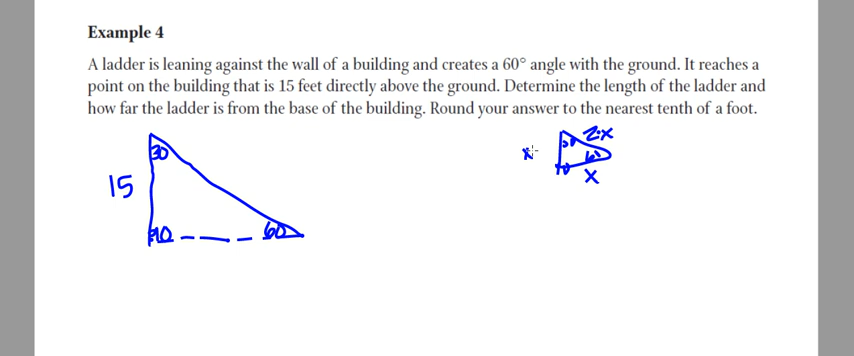 Example 4
A ladder is leaning against the wall of a building and creates a 60° angle with the ground. It reaches a
point on the building that is 15 feet directly above the ground. Determine the length of the ladder and
how far the ladder is from the base of the building. Round your answer to the nearest tenth of a foot.
30
2·x
x
60
15
x
90
60